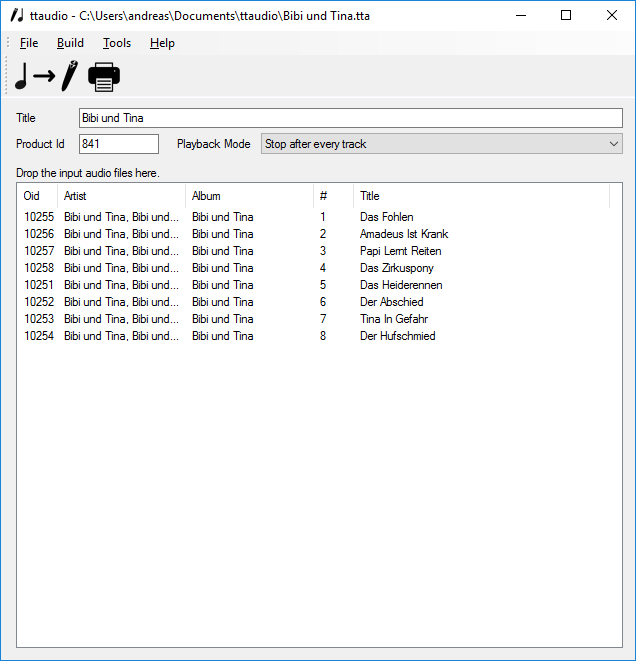 ttaudio - C:\Users\andreas\Documents\ttaudio\Bibi und Tina.tta
File Build Tools Help
Title Bibi und Tina
Product Id 841 Playback Mode Stop after every track
Drop the input audio files here.
Oid Artist Album # Title
10255 Bibi und Tina, Bibi und... Bibi und Tina 1 Das Fohlen
10256 Bibi und Tina, Bibi und... Bibi und Tina 2 Amadeus Ist Krank
10257 Bibi und Tina, Bibi und... Bibi und Tina 3 Papi Lernt Reiten
10258 Bibi und Tina, Bibi und... Bibi und Tina 4 Das Zirkuspony
10251 Bibi und Tina, Bibi und... Bibi und Tina 5 Das Heiderennen
10252 Bibi und Tina, Bibi und... Bibi und Tina 6 Der Abschied
10253 Bibi und Tina, Bibi und... Bibi und Tina 7 Tina In Gefahr
10254 Bibi und Tina, Bibi und... Bibi und Tina 8 Der Hufschmied